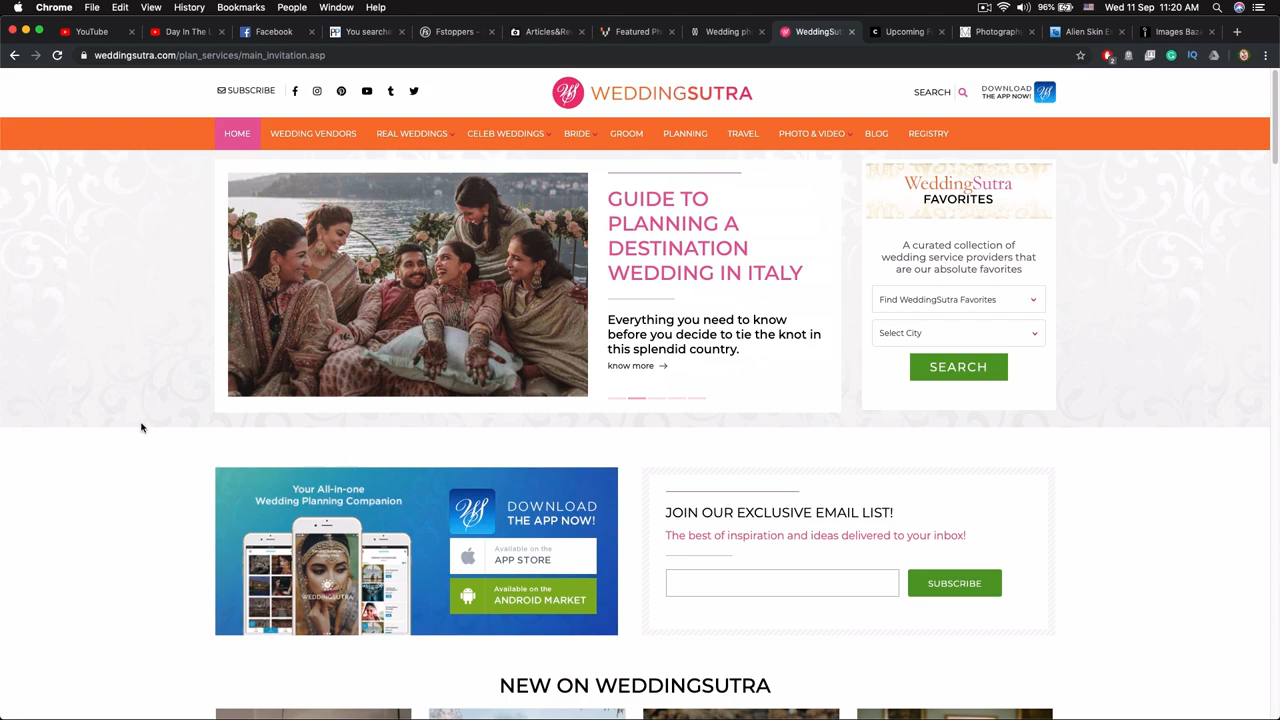 Chrome File Edit View History Bookmarks People Window Help 96% Wed 11 Sep 11:20 AM
YouTube Day In The L Facebook You searche Fstoppers - Articles&Re Featured Ph Wedding ph WeddingSut Upcoming F Photograph Alien Skin Ex Images Baz
weddingsutra.com/plan_services/main_invitation.asp
SUBSCRIBE
WEDDINGSUTRA
SEARCH
DOWNLOAD
THE APP NOW!
HOME WEDDING VENDORS REAL WEDDINGS CELEB WEDDINGS BRIDE GROOM PLANNING TRAVEL PHOTO & VIDEO BLOG REGISTRY
GUIDE TO
PLANNING A
DESTINATION
WEDDING IN ITALY
Everything you need to know
before you decide to tie the knot in
this splendid country.
know more
WeddingSutra
FAVORITES
A curated collection of
wedding service providers that
are our absolute favorites
Find WeddingSutra Favorites
Select City
SEARCH
Your All-in-one
Wedding Planning Companion
WEDDINGSUTRA
DOWNLOAD
THE APP NOW!
Available on the
APP STORE
Available on the
ANDROID MARKET
JOIN OUR EXCLUSIVE EMAIL LIST!
The best of inspiration and ideas delivered to your inbox!
SUBSCRIBE
NEW ON WEDDINGSUTRA